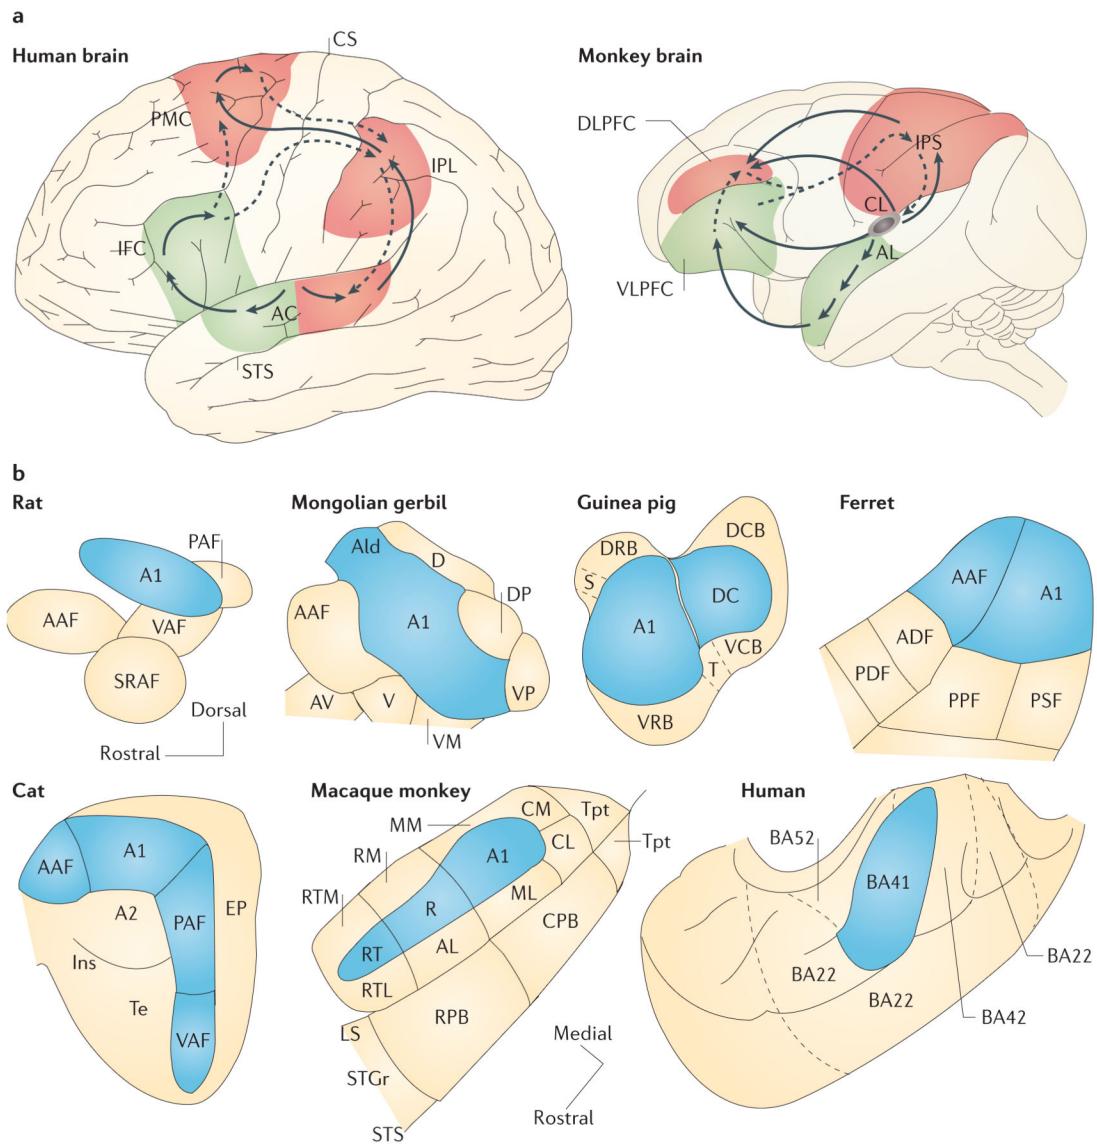 a
Human brain
CS
PMC
IPL
IFC
AC
STS
Monkey brain
DLPFC
IPS
CL
AL
VLPFC
b
Rat
PAF
A1
AAF
VAF
SRAF
Dorsal
Rostral
Mongolian gerbil
Ald
D
DP
AAF
A1
VP
AV
V
VM
Guinea pig
DCB
DRB
S
DC
A1
VCB
T
VRB
Ferret
AAF
A1
ADF
PDF
PPF
PSF
Cat
A1
AAF
A2
PAF
EP
Ins
Te
VAF
Macaque monkey
MM
CM
Tpt
RM
A1
CL
Tpt
RTM
ML
R
CPB
RT
AL
RTL
RPB
LS
STGr
STS
Medial
Rostral
Human
BA52
BA41
BA22
BA22
BA22
BA42